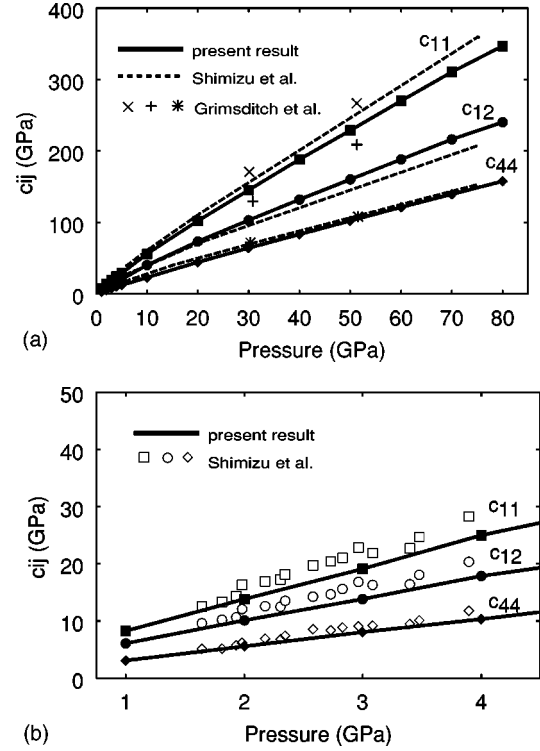 400
300
200
100
0
cij (GPa)
present result
Shimizu et al.
Grimsditch et al.
c11
c12
c44
0 10 20 30 40 50 60 70 80
(a)
Pressure (GPa)
50
40
30
20
10
0
cij (GPa)
present result
Shimizu et al.
c11
c12
c44
1 2 3 4
(b)
Pressure (GPa)